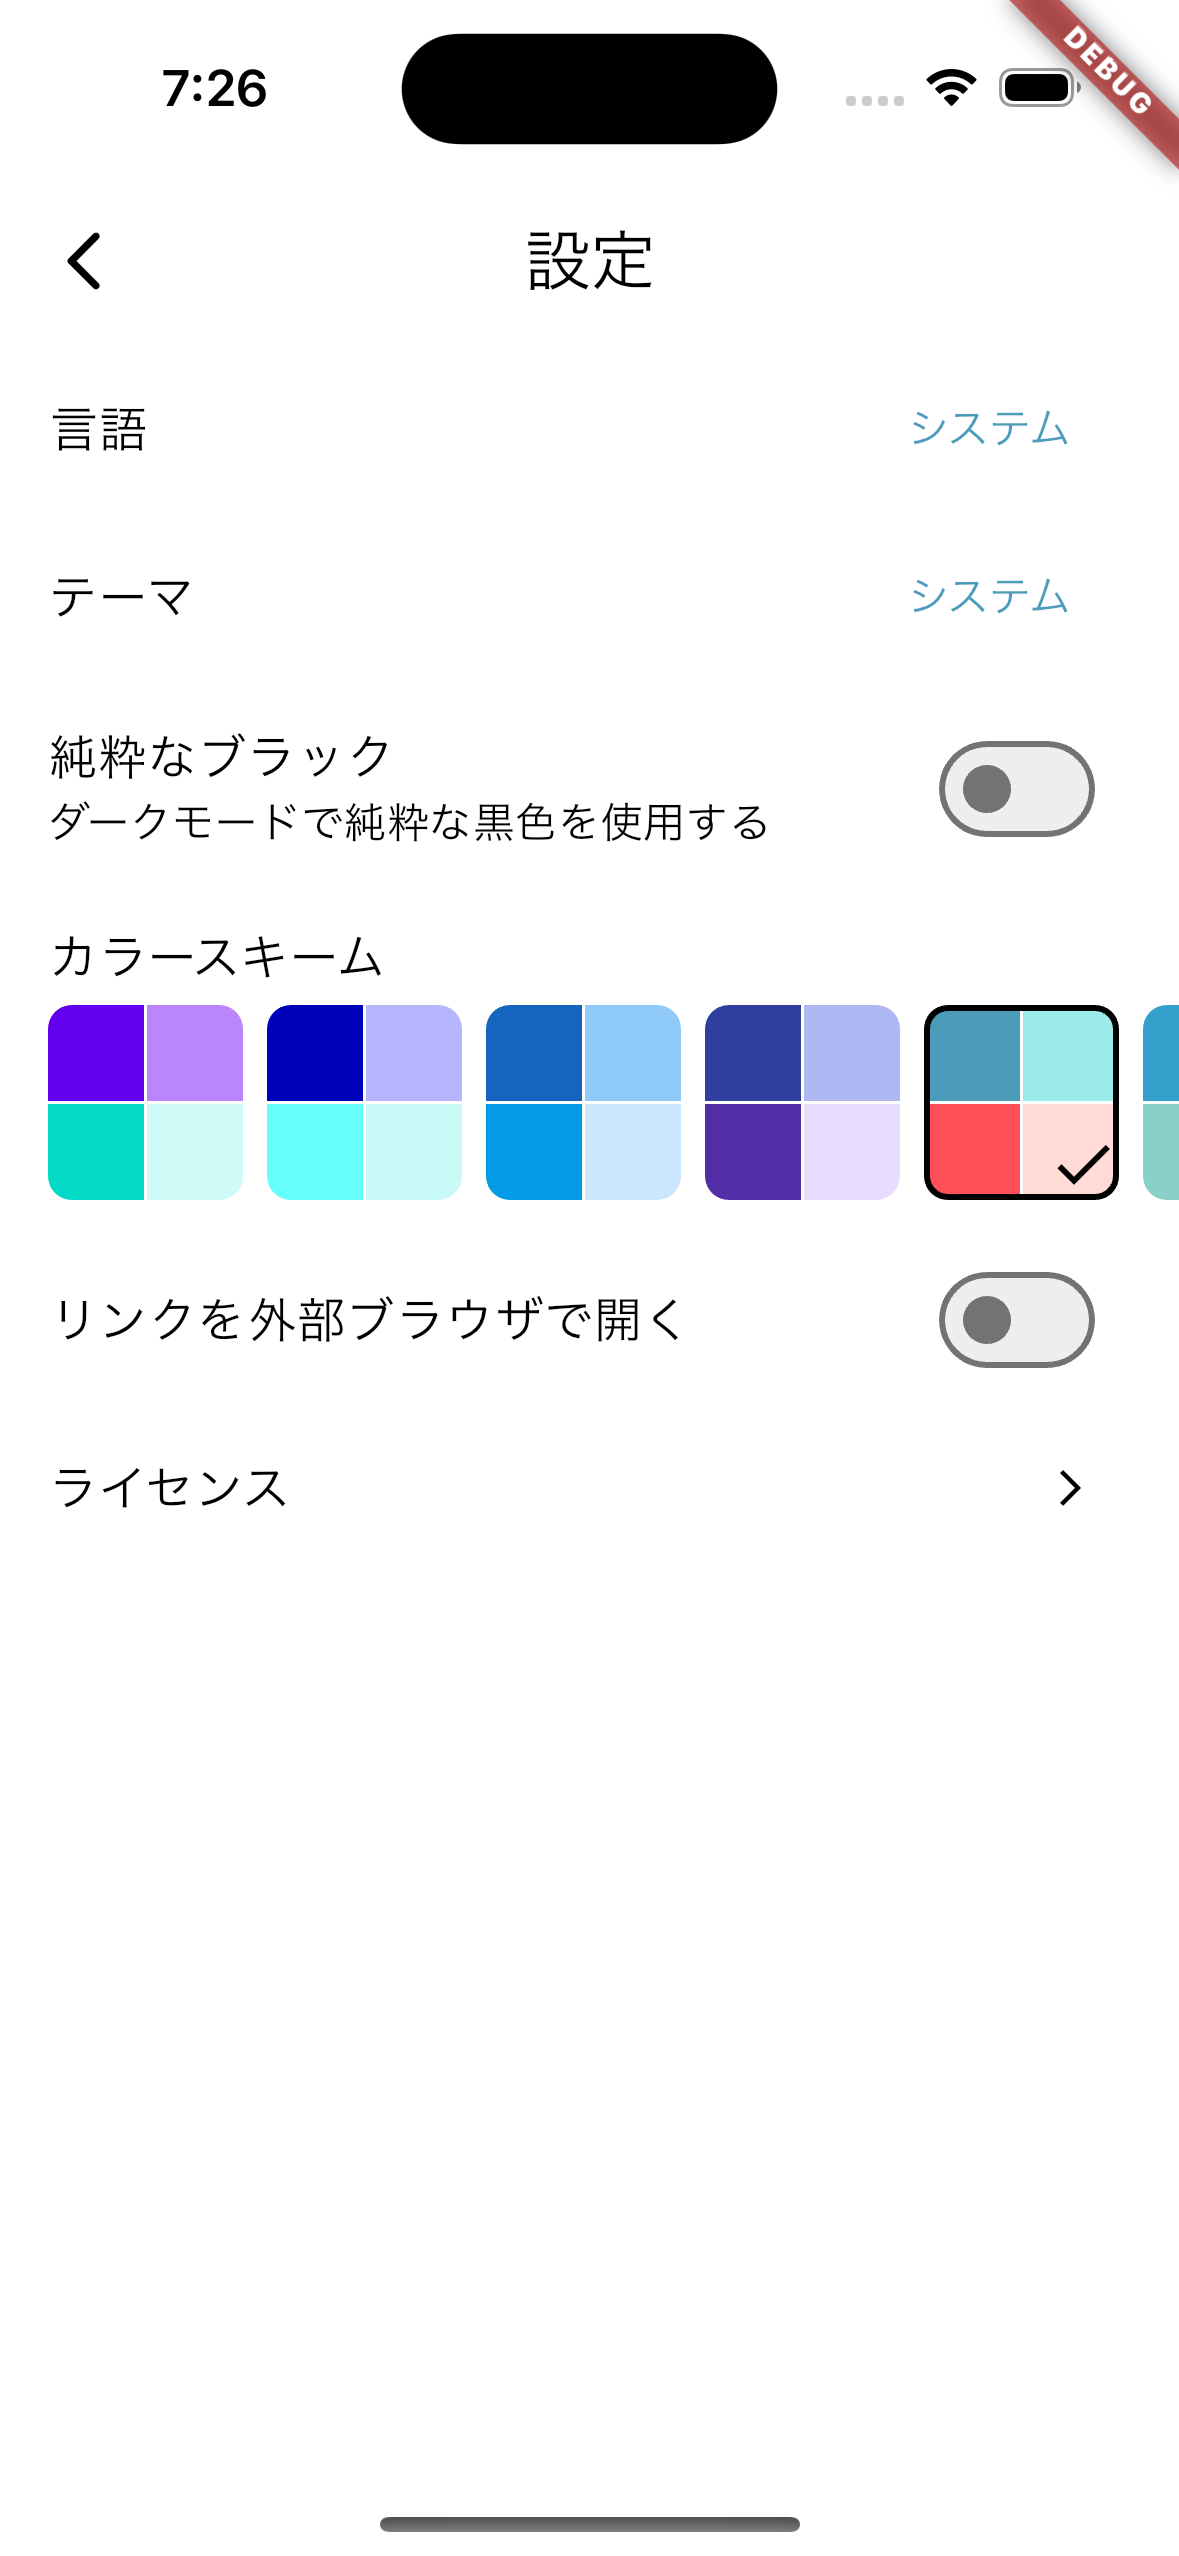 7:26
DEBUG
設定
言語
システム
テーマ
システム
純粋なブラック
ダークモードで純粋な黒色を使用する
カラースキーム
リンクを外部ブラウザで開く
ライセンス